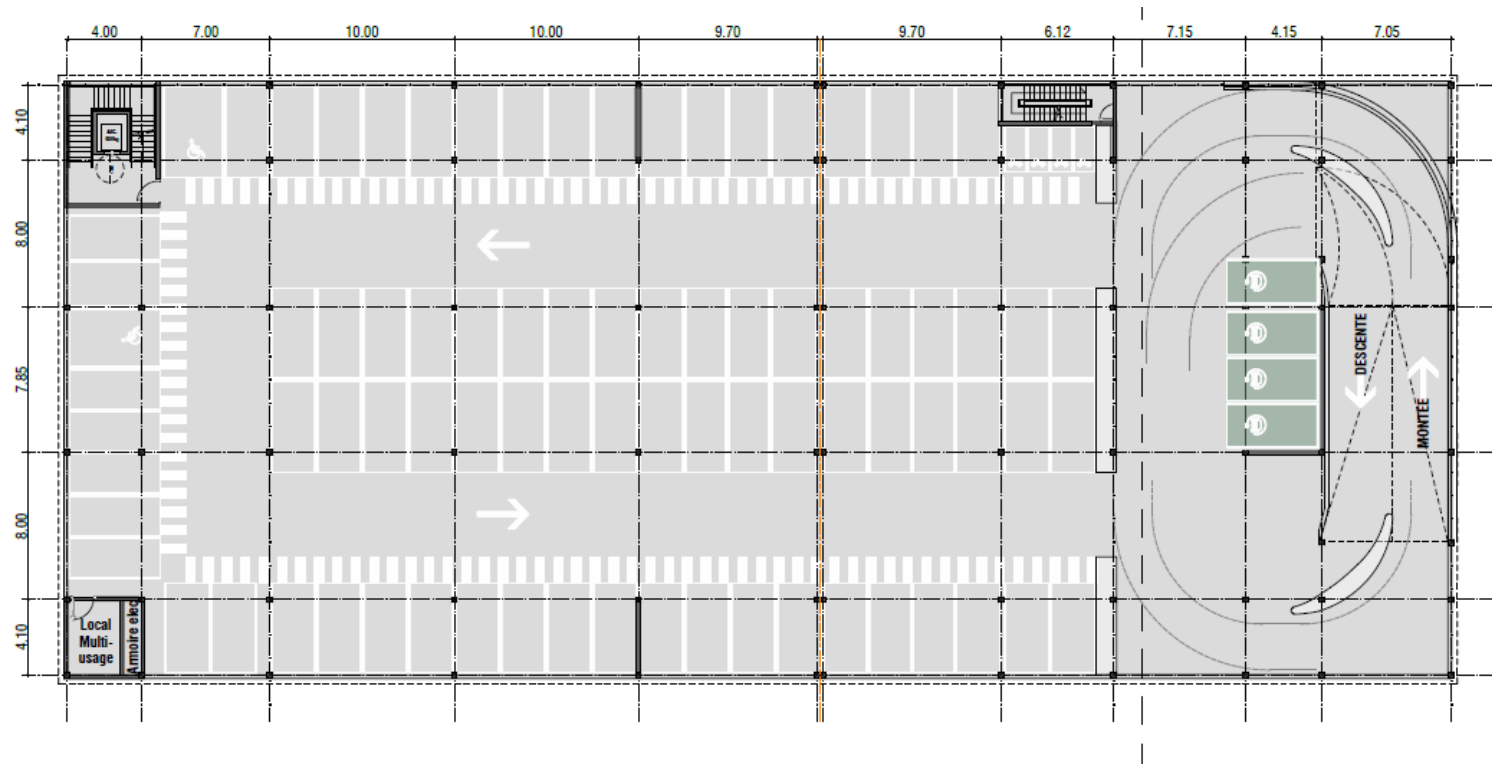 4.00 7.00 10.00 10.00 9.70 9.70 6.12 7.15 4.15 7.05
4.10
8.00
7.85
8.00
4.10
DESCENTE
MONTÉE
Local
Multi-
usage
Armoire elec